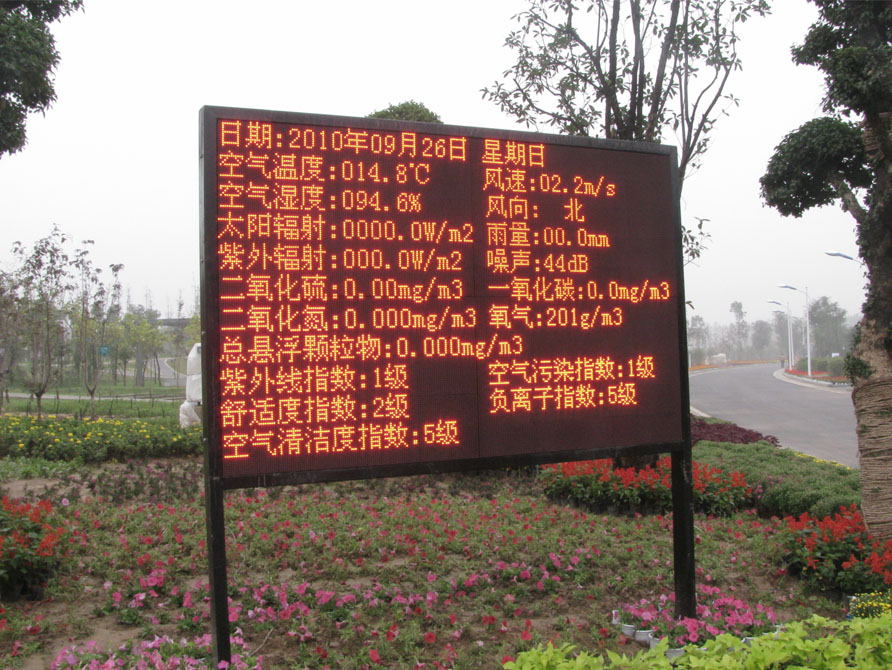 日期:2010年09月26日 星期日
空气温度:014.8℃ 风速:02.2m/s
空气湿度:094.6% 风向: 北
太阳辐射:0000.0W/m2 雨量:00.0mm
紫外辐射:000.0W/m2 噪声:44dB
二氧化硫:0.00mg/m3 一氧化碳:0.0mg/m3
二氧化氮:0.000mg/m3 氧气:201g/m3
总悬浮颗粒物:0.000mg/m3
紫外线指数:1级 空气污染指数:1级
舒适度指数:2级 负离子指数:5级
空气清洁度指数:5级